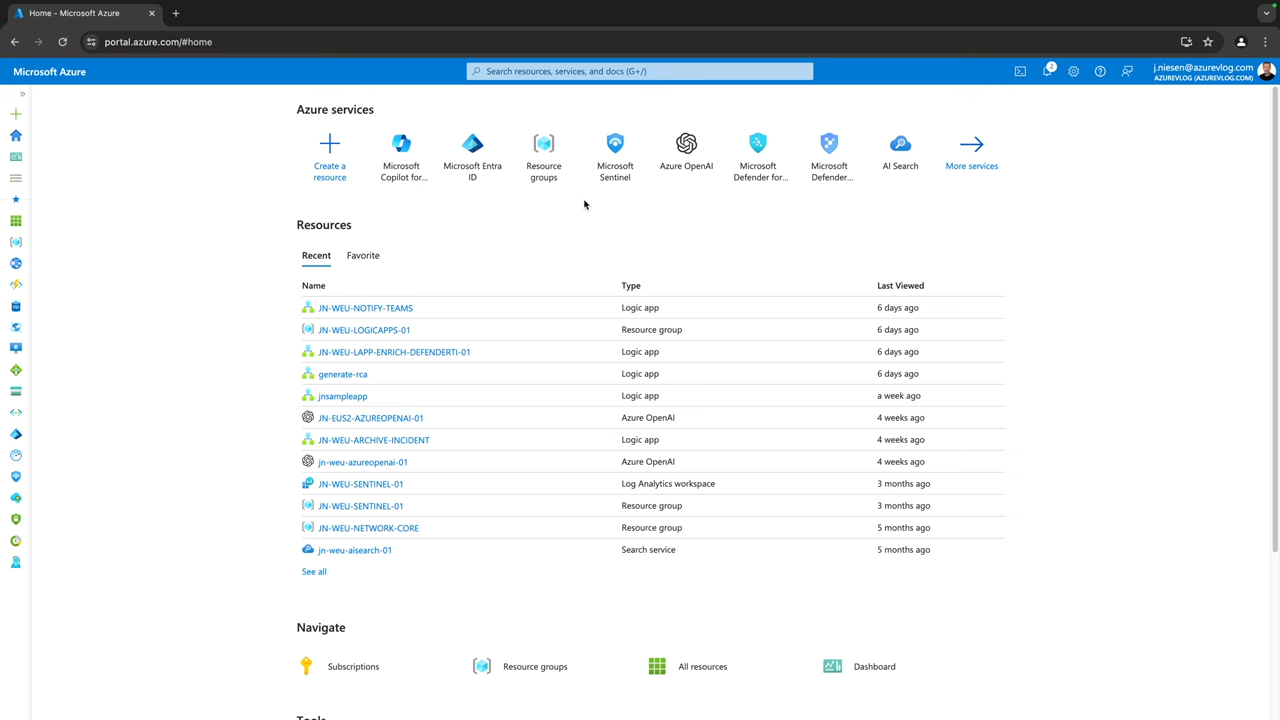 Home - Microsoft Azure
portal.azure.com/#home
Microsoft Azure
Search resources, services, and docs (G+/)
2
j.niesen@azurevlog.com
AZUREVLOG (AZUREVLOG.COM)
Azure services
Create a
resource
Microsoft
Copilot for...
Microsoft Entra
ID
Resource
groups
Microsoft
Sentinel
Azure OpenAI
Microsoft
Defender for...
Microsoft
Defender...
AI Search
More services
Resources
Recent Favorite
Name Type Last Viewed
JN-WEU-NOTIFY-TEAMS Logic app 6 days ago
JN-WEU-LOGICAPPS-01 Resource group 6 days ago
JN-WEU-LAPP-ENRICH-DEFENDERTI-01 Logic app 6 days ago
generate-rca Logic app 6 days ago
jnsampleapp Logic app a week ago
JN-EUS2-AZUREOPENAI-01 Azure OpenAI 4 weeks ago
JN-WEU-ARCHIVE-INCIDENT Logic app 4 weeks ago
jn-weu-azureopenai-01 Azure OpenAI 4 weeks ago
JN-WEU-SENTINEL-01 Log Analytics workspace 3 months ago
JN-WEU-SENTINEL-01 Resource group 3 months ago
JN-WEU-NETWORK-CORE Resource group 5 months ago
jn-weu-aisearch-01 Search service 5 months ago
See all
Navigate
Subscriptions Resource groups All resources Dashboard
Tools